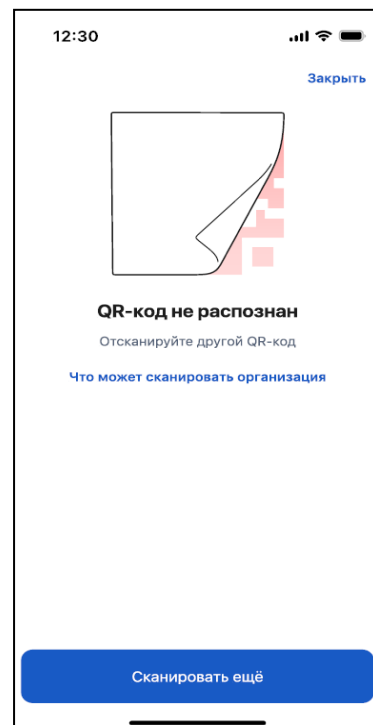 12:30
Закрыть
QR-код не распознан
Отсканируйте другой QR-код
Что может сканировать организация
Сканировать ещё